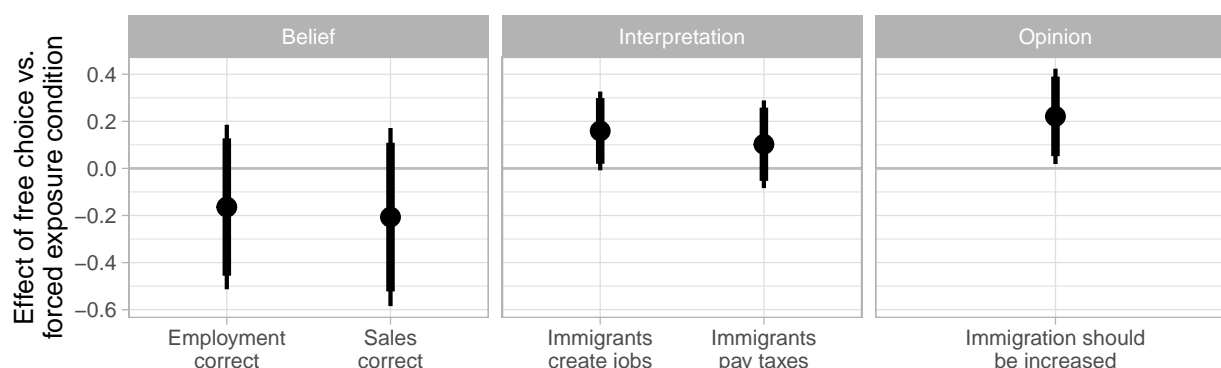 Belief
Interpretation
Opinion
Effect of free choice vs.
forced exposure condition
0.4
0.2
0.0
−0.2
−0.4
−0.6
Employment
correct
Sales
correct
Immigrants
create jobs
Immigrants
pay taxes
Immigration should
be increased